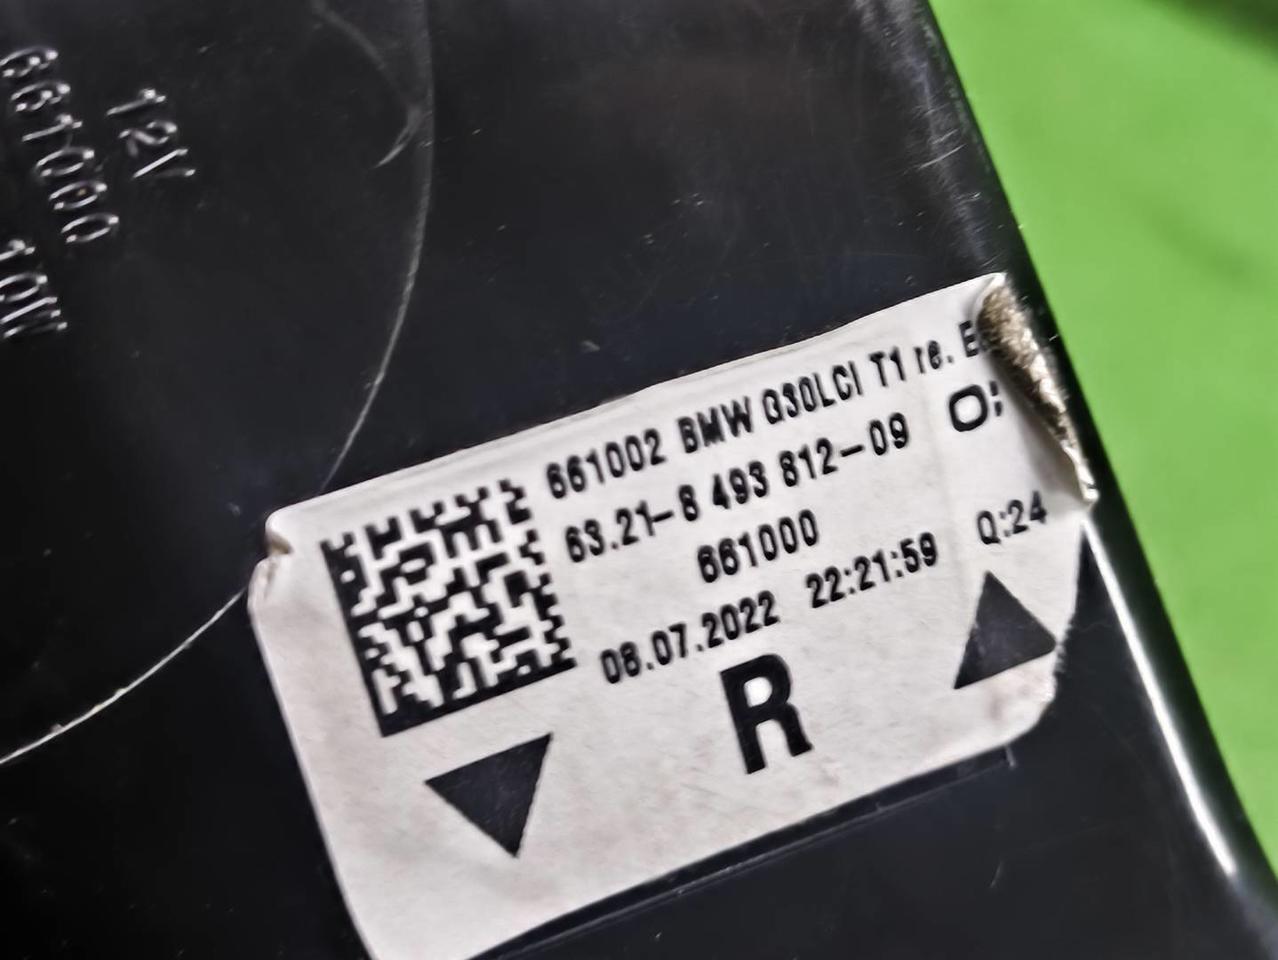 12V
661000
10W
661002 BMW G30LCI T1 re.
63.21-8 493 812-09
661000
08.07.2022 22:21:59 Q:24
R